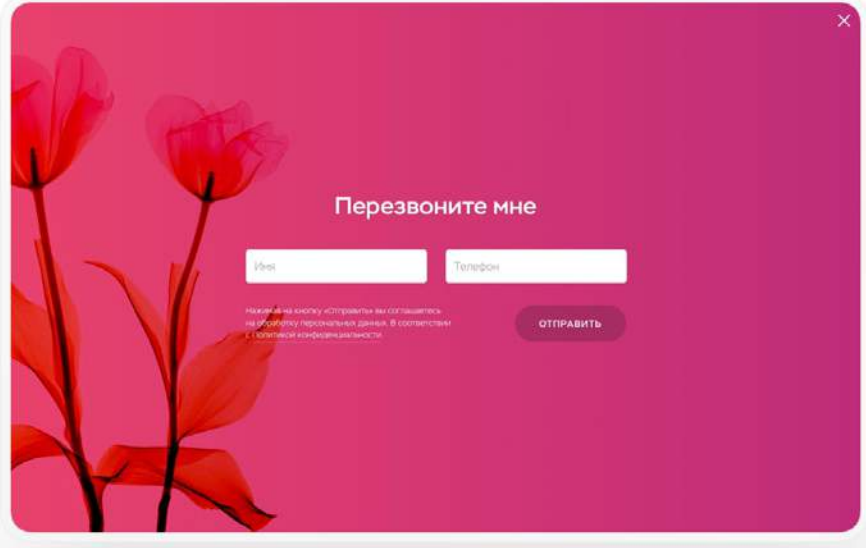 Перезвоните мне
Имя
Телефон
Нажимая на кнопку «Отправить» вы соглашаетесь
на обработку персональных данных. В соответствии
с Политикой конфиденциальности.
ОТПРАВИТЬ